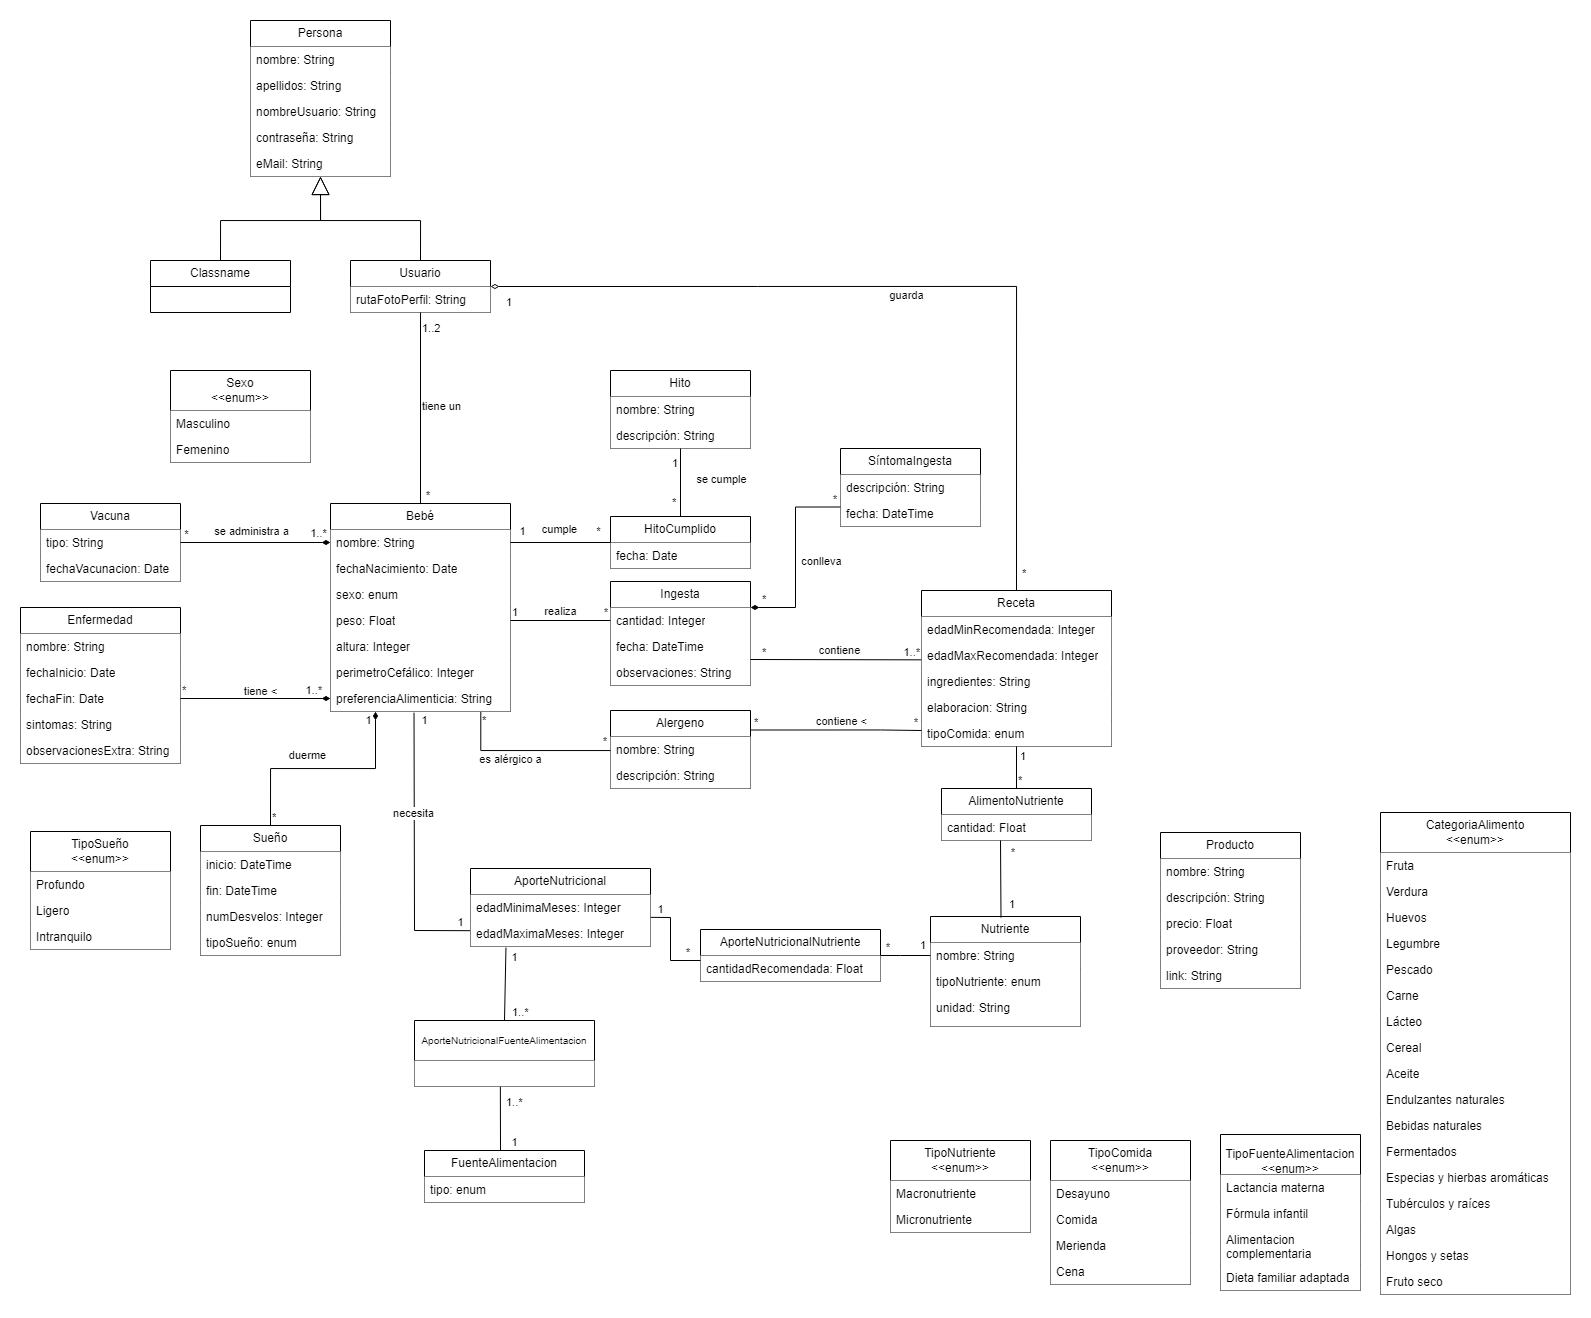 Persona
nombre: String
apellidos: String
nombreUsuario: String
contraseña: String
eMail: String
Classname
Usuario
rutaFotoPerfil: String
1
guarda
*
1..2
tiene un
*
Sexo
<<enum>>
Masculino
Femenino
Hito
nombre: String
descripción: String
1
se cumple
*
HitoCumplido
fecha: Date
SíntomaIngesta
descripción: String
fecha: DateTime
*
conlleva
*
Vacuna
tipo: String
fechaVacunacion: Date
*
se administra a
1..*
Bebé
nombre: String
fechaNacimiento: Date
sexo: enum
peso: Float
altura: Integer
perimetroCefálico: Integer
preferenciaAlimenticia: String
1
cumple
*
1
realiza
*
Ingesta
cantidad: Integer
fecha: DateTime
observaciones: String
*
contiene
1..*
Receta
edadMinRecomendada: Integer
edadMaxRecomendada: Integer
ingredientes: String
elaboracion: String
tipoComida: enum
Enfermedad
nombre: String
fechaInicio: Date
fechaFin: Date
sintomas: String
observacionesExtra: String
*
tiene <
1..*
1
duerme
*
1
necesita
1
*
es alérgico a
*
Alergeno
nombre: String
descripción: String
*
contiene <
*
1
*
AlimentoNutriente
cantidad: Float
*
1
TipoSueño
<<enum>>
Profundo
Ligero
Intranquilo
Sueño
inicio: DateTime
fin: DateTime
numDesvelos: Integer
tipoSueño: enum
AporteNutricional
edadMinimaMeses: Integer
edadMaximaMeses: Integer
1
*
AporteNutricionalNutriente
cantidadRecomendada: Float
*
1
Nutriente
nombre: String
tipoNutriente: enum
unidad: String
Producto
nombre: String
descripción: String
precio: Float
proveedor: String
link: String
CategoriaAlimento
<<enum>>
Fruta
Verdura
Huevos
Legumbre
Pescado
Carne
Lácteo
Cereal
Aceite
Endulzantes naturales
Bebidas naturales
Fermentados
Especias y hierbas aromáticas
Tubérculos y raíces
Algas
Hongos y setas
Fruto seco
1
1..*
AporteNutricionalFuenteAlimentacion
1..*
1
FuenteAlimentacion
tipo: enum
TipoNutriente
<<enum>>
Macronutriente
Micronutriente
TipoComida
<<enum>>
Desayuno
Comida
Merienda
Cena
TipoFuenteAlimentacion
<<enum>>
Lactancia materna
Fórmula infantil
Alimentacion
complementaria
Dieta familiar adaptada